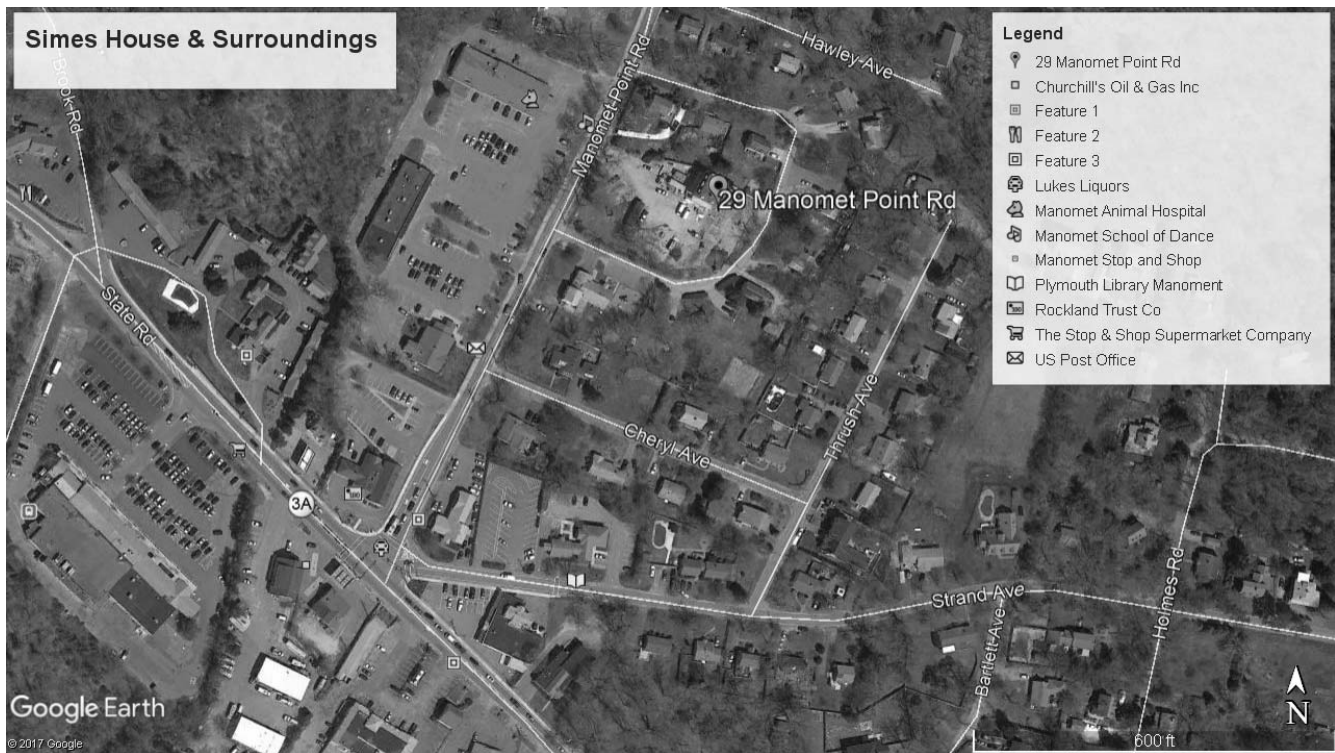 Simes House & Surroundings
Brook Rd
State Rd
3A
Manomet Point Rd
Hawley Ave
29 Manomet Point Rd
Cheryl Ave
Thrush Ave
Strand Ave
Bartlett Ave
Holmes Rd
Legend
29 Manomet Point Rd
Churchill's Oil & Gas Inc
Feature 1
Feature 2
Feature 3
Lukes Liquors
Manomet Animal Hospital
Manomet School of Dance
Manomet Stop and Shop
Plymouth Library Manoment
Rockland Trust Co
The Stop & Shop Supermarket Company
US Post Office
Google Earth
© 2017 Google
N
600 ft